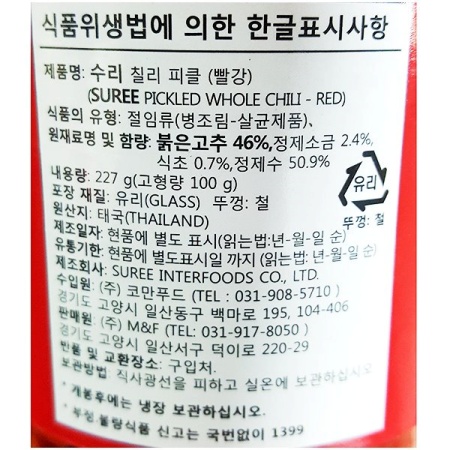 식품위생법에 의한 한글표시사항
제품명: 수리 칠리 피클 (빨강)
(SUREE PICKLED WHOLE CHILI - RED)
식품의 유형: 절임류(병조림-살균제품)、
원재료명 및 함량: 붉은고추 46%,정제소금 2.4%,
식초 0.7%,정제수 50.9%
내용량: 227 g(고형량 100 g)
포장 재질: 유리(GLASS) 뚜껑: 철
유리
뚜껑: 철
원산지: 태국(THAILAND)
제조일자: 현품에 별도 표시(읽는법:년-월-일 순)
유통기한: 현품에 별도표시일 까지 (읽는법: 년-월-일 순)
제조회사: SUREE INTERFOODS CO., LTD.
수입원: (주) 코만푸드 (TEL : 031-908-5710 )
경기도 고양시 일산동구 백마로 195, 104-406
판매원: (주) M&F (TEL: 031-917-8050 )
경기도 고양시 일산서구 덕이로 220-29
반품 및 교환장소: 구입처.
보관방법: 직사광선을 피하고 실온에 보관하십시오.
* 개봉후에는 냉장 보관하십시오.
* 부정.불량식품 신고는 국번없이 1399